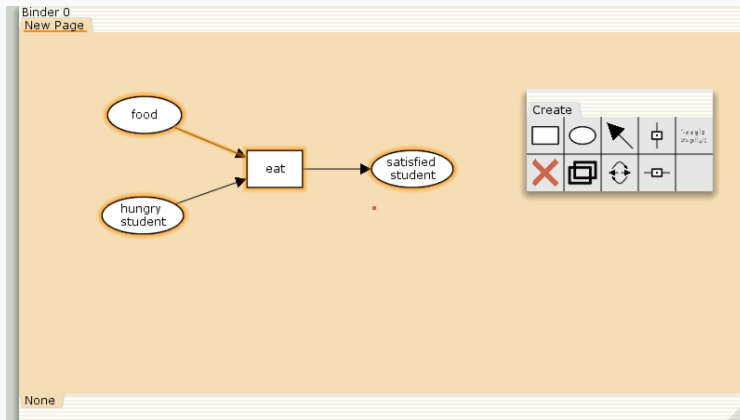 Binder 0
New Page
food
Create
eat
satisfied
student
hungry
student
None